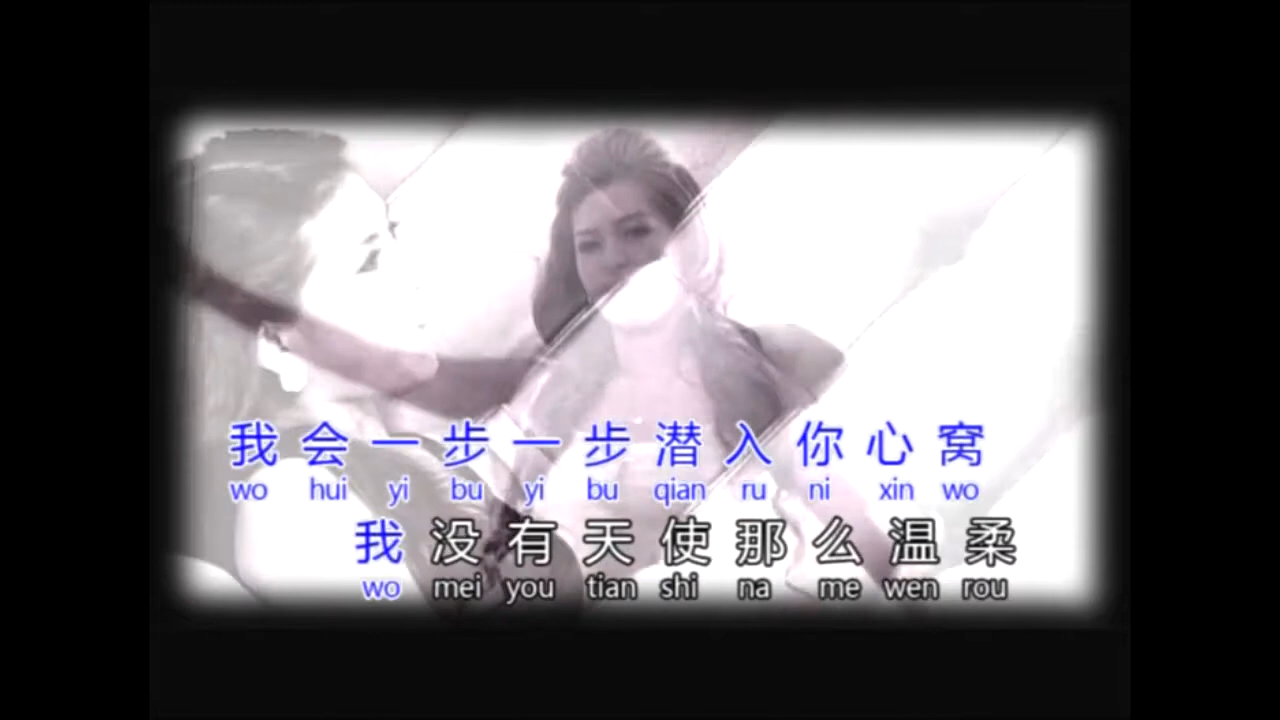 我会一步一步潜入你心窝
wo hui yi bu yi bu qian ru ni xin wo
我没有天使那么温柔
wo mei you tian shi na me wen rou